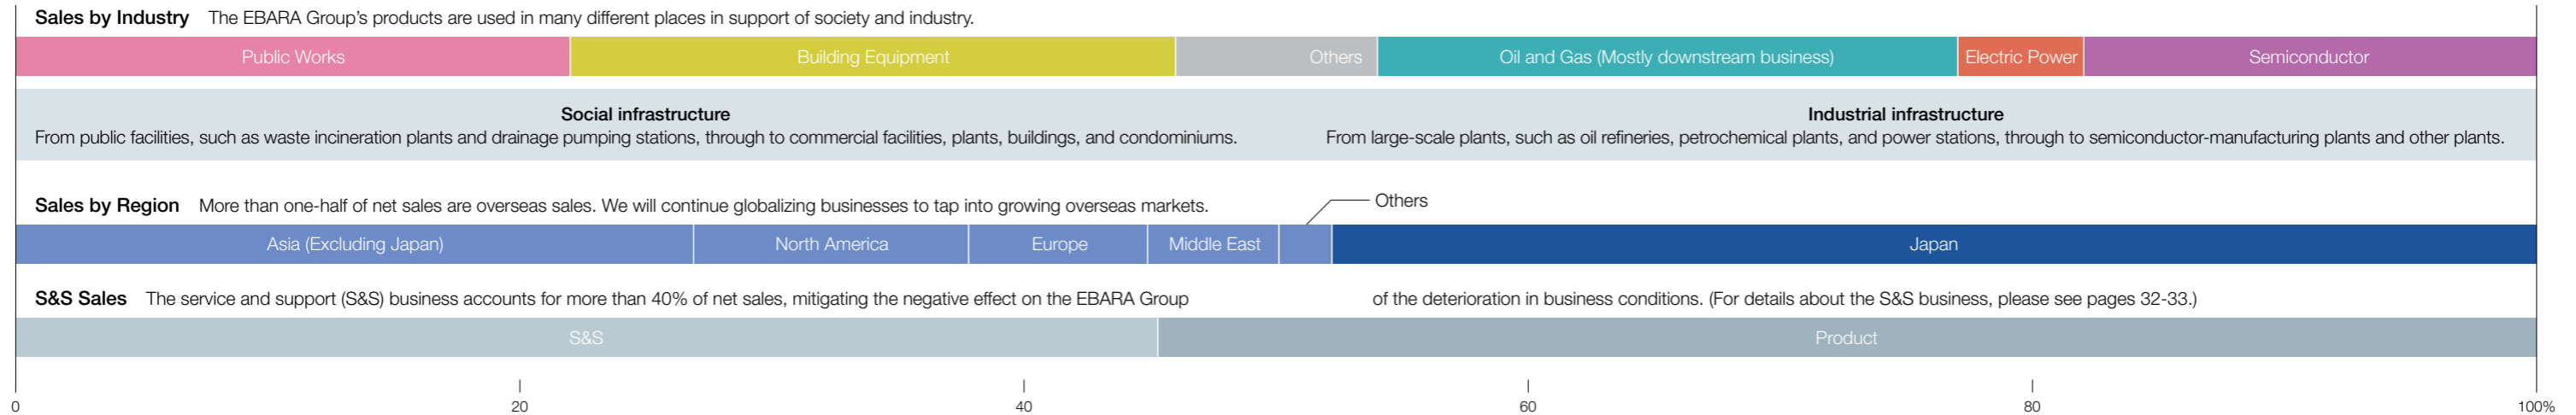 Sales by Industry The EBARA Group's products are used in many different places in support of society and industry.
Public Works Building Equipment Others Oil and Gas (Mostly downstream business) Electric Power Semiconductor
Social infrastructure Industrial infrastructure
From public facilities, such as waste incineration plants and drainage pumping stations, through to commercial facilities, plants, buildings, and condominiums. From large-scale plants, such as oil refineries, petrochemical plants, and power stations, through to semiconductor-manufacturing plants and other plants.
Sales by Region More than one-half of net sales are overseas sales. We will continue globalizing businesses to tap into growing overseas markets. Others
Asia (Excluding Japan) North America Europe Middle East Japan
S&S Sales The service and support (S&S) business accounts for more than 40% of net sales, mitigating the negative effect on the EBARA Group of the deterioration in business conditions. (For details about the S&S business, please see pages 32-33.)
S&S Product
0 20 40 60 80 100%